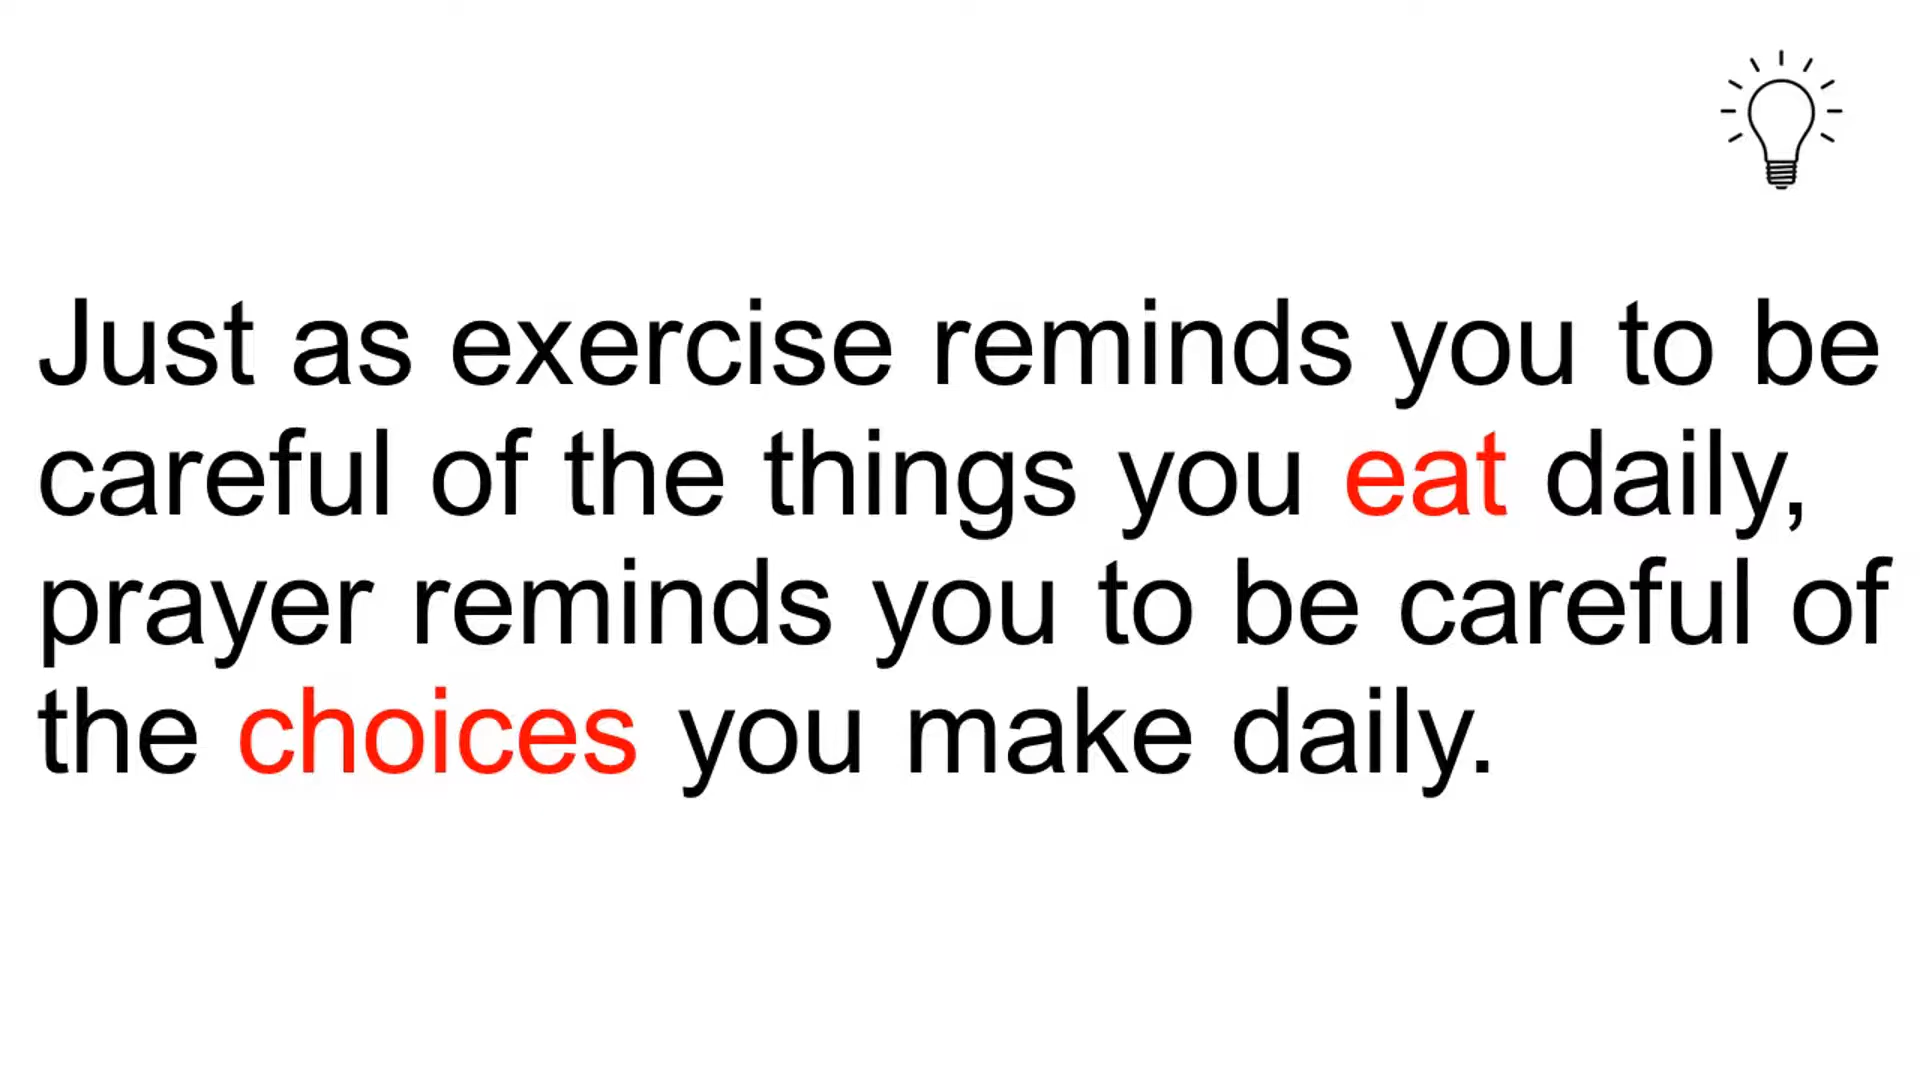 Just as exercise reminds you to be
careful of the things you eat daily,
prayer reminds you to be careful of
the choices you make daily.